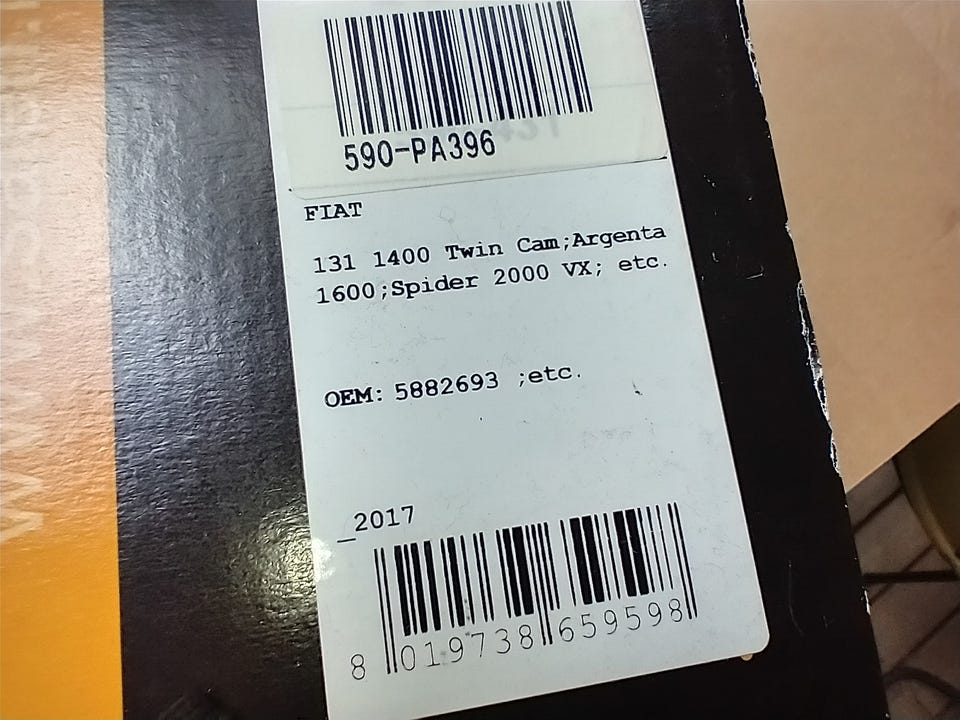 590-PA396
FIAT
131 1400 Twin Cam;Argenta
1600;Spider 2000 VX; etc.
OEM: 5882693 ;etc.
_2017
8 019738 659598